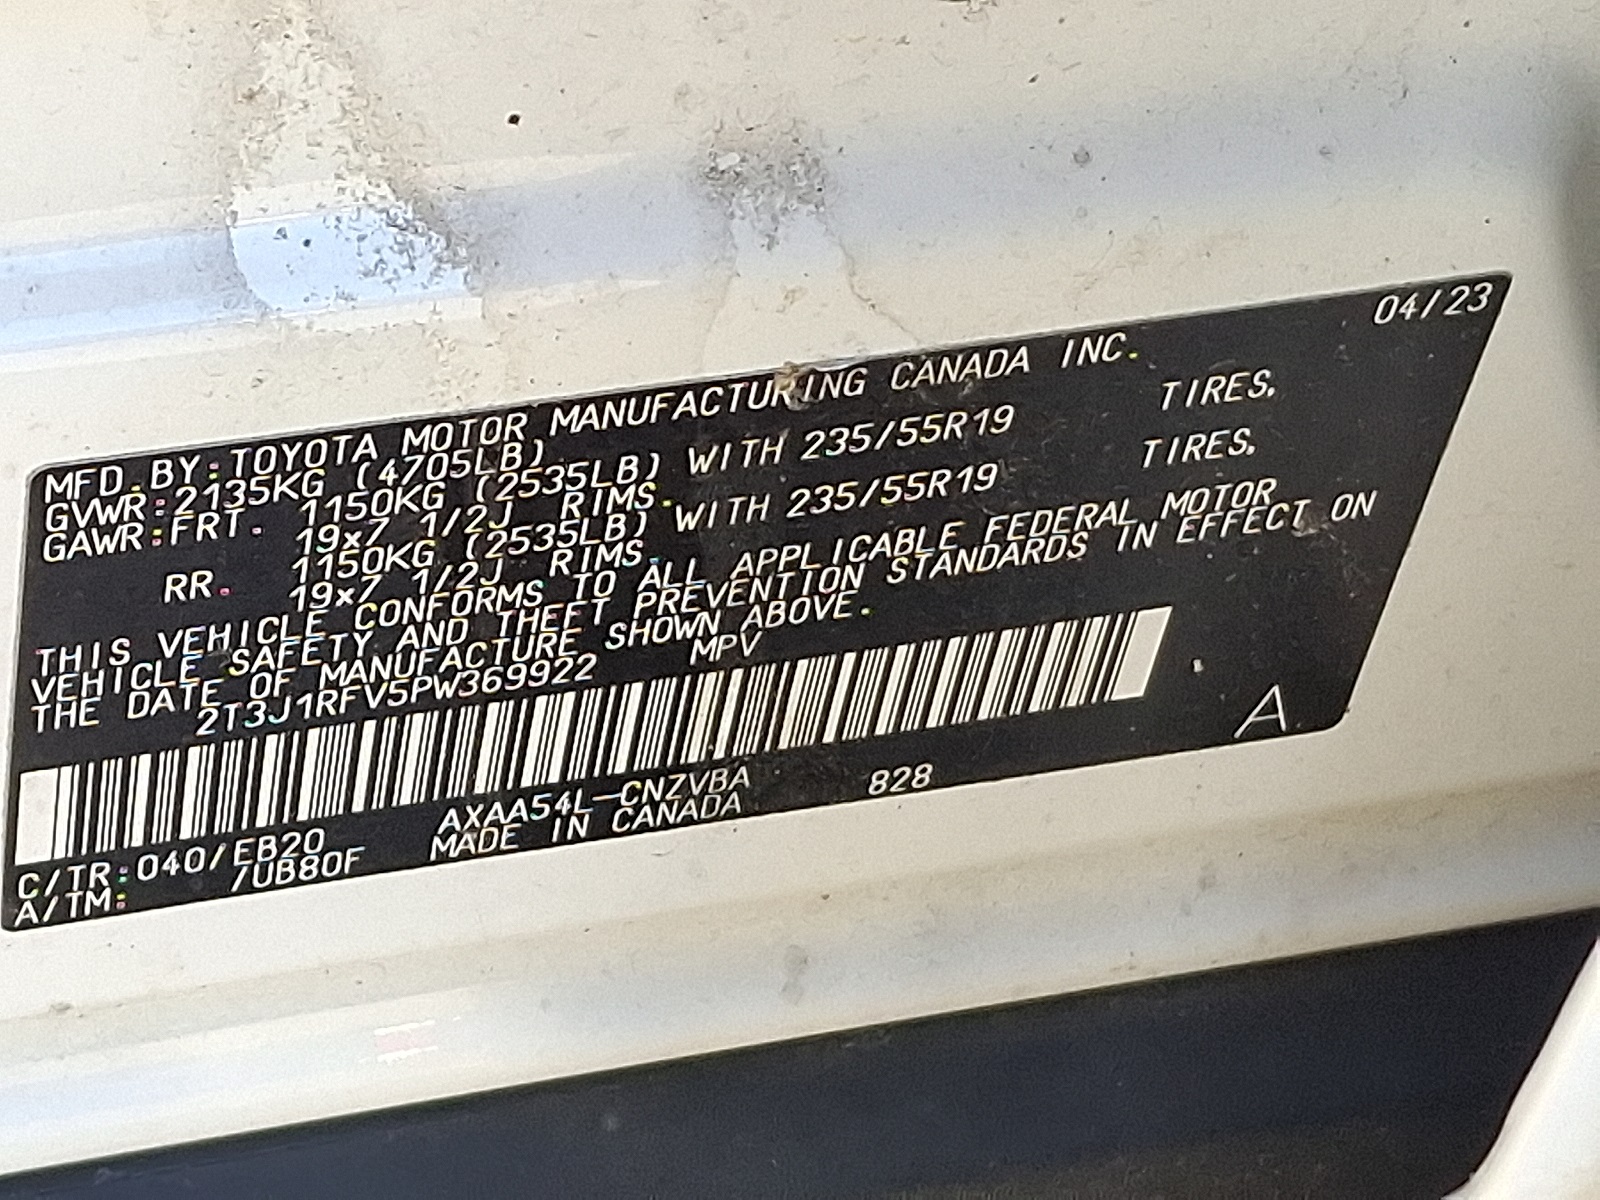 04/23
MFD.BY:TOYOTA MOTOR MANUFACTURING CANADA INC.
GVWR:2135KG (4705LB)
GAWR:FRT. 1150KG (2535LB) WITH 235/55R19 TIRES,
19x7 1/2J RIMS.
RR. 1150KG (2535LB) WITH 235/55R19 TIRES,
19x7 1/2J RIMS.
THIS VEHICLE CONFORMS TO ALL APPLICABLE FEDERAL MOTOR
VEHICLE SAFETY AND THEFT PREVENTION STANDARDS IN EFFECT ON
THE DATE OF MANUFACTURE SHOWN ABOVE.
2T3J1RFV5PW369922 MPV
A
C/TR:040/EB20 AXAA54L-CNZVBA 828
A/TM: /UB80F MADE IN CANADA